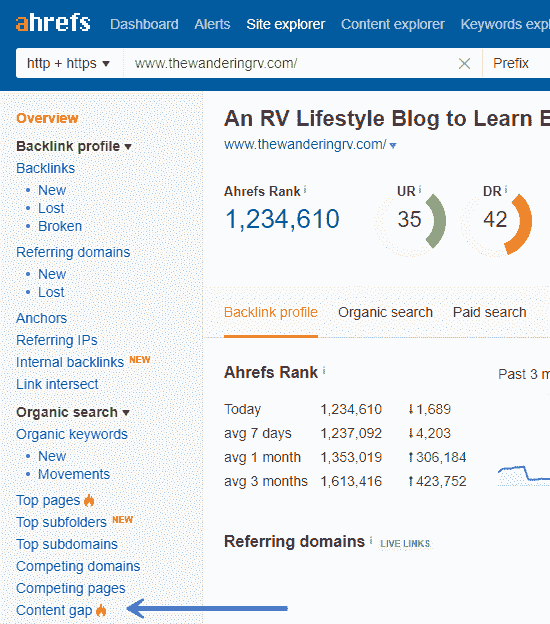 ahrefs Dashboard Alerts Site explorer Content explorer Keywords exp
http + https www.thewanderingrv.com/ Prefix
Overview
Backlink profile
Backlinks
New
Lost
Broken
Referring domains
New
Lost
Anchors
Referring IPs
Internal backlinks NEW
Link intersect
Organic search
Organic keywords
New
Movements
Top pages
Top subfolders NEW
Top subdomains
Competing domains
Competing pages
Content gap
An RV Lifestyle Blog to Learn E
www.thewanderingrv.com/
Ahrefs Rank i UR i DR i
1,234,610 35 42
Backlink profile Organic search Paid search
Ahrefs Rank i Past 3 m
Today 1,234,610 ↓1,689
avg 7 days 1,237,092 ↓4,203
avg 1 month 1,353,019 ↑306,184
avg 3 months 1,613,416 ↑423,752
Referring domains i LIVE LINKS